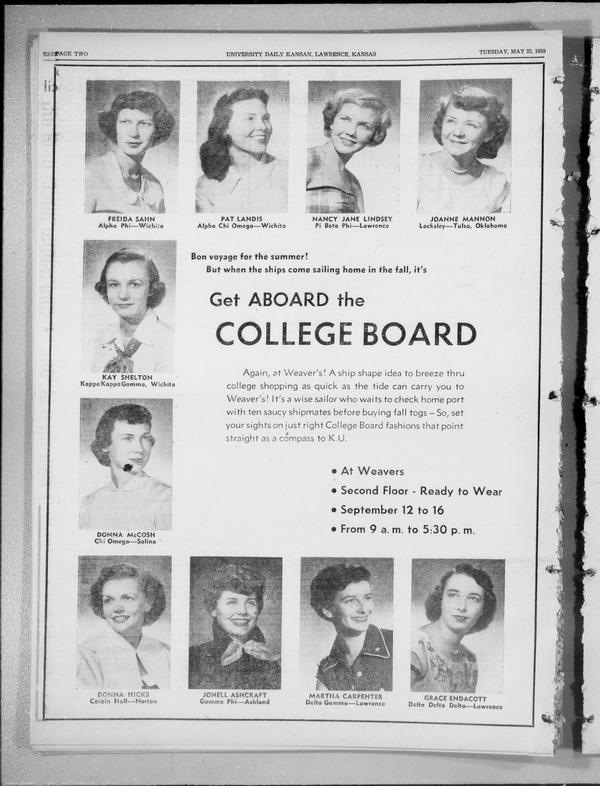 PAGE TWO
UNIVERSITY DAILY KANSAN, LAWRENCE, KANSAS
TUESDAY, MAY 23, 1950
FREIDA SAHN
Alpha Phi—Wichita
PAT LANDIS
Alpha Chi Omega—Wichita
NANCY JANE LINDSEY
Pi Beta Phi—Lawrence
JOANNE MANNON
Locksley—Tulsa, Oklahoma
KAY SHELTON
Kappa Kappa Gamma, Wichita
Bon voyage for the summer!
But when the ships come sailing home in the fall, it's
Get ABOARD the
COLLEGE BOARD
Again, at Weaver's! A ship shape idea to breeze thru
college shopping as quick as the tide can carry you to
Weaver's! It's a wise sailor who waits to check home port
with ten saucy shipmates before buying fall togs – So, set
your sights on just right College Board fashions that point
straight as a compass to K.U.
• At Weavers
• Second Floor - Ready to Wear
• September 12 to 16
• From 9 a. m. to 5:30 p. m.
DONNA McCOSH
Chi Omega—Salina
DONNA HICKS
Corbin Hall—Norton
JONELL ASHCRAFT
Gamma Phi—Ashland
MARTHA CARPENTER
Delta Gamma—Lawrence
GRACE ENDACOTT
Delta Delta Delta—Lawrence